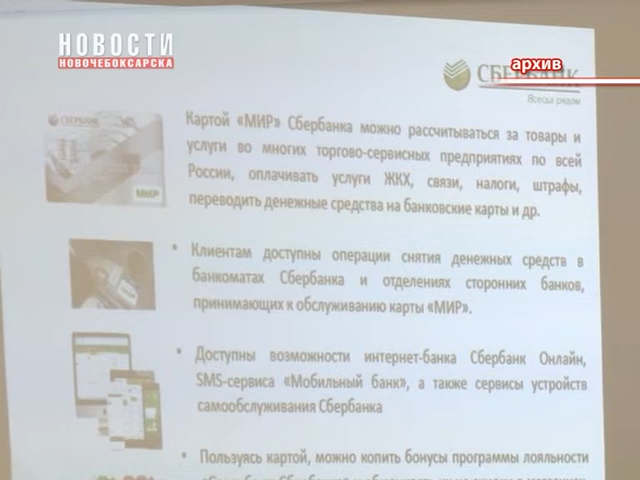 НОВОСТИ
НОВОЧЕБОКСАРСКА
архив
СБЕРБАНК
Всегда рядом
СБЕРБАНК
МИР
Картой «МИР» Сбербанка можно рассчитываться за товары и
услуги во многих торгово-сервисных предприятиях по всей
России, оплачивать услуги ЖКХ, связи, налоги, штрафы,
переводить денежные средства на банковские карты и др.
• Клиентам доступны операции снятия денежных средств в
банкоматах Сбербанка и отделениях сторонних банков,
принимающих к обслуживанию карты «МИР».
• Доступны возможности интернет-банка Сбербанк Онлайн,
SMS-сервиса «Мобильный банк», а также сервисы устройств
самообслуживания Сбербанка
• Пользуясь картой, можно копить бонусы программы лояльности